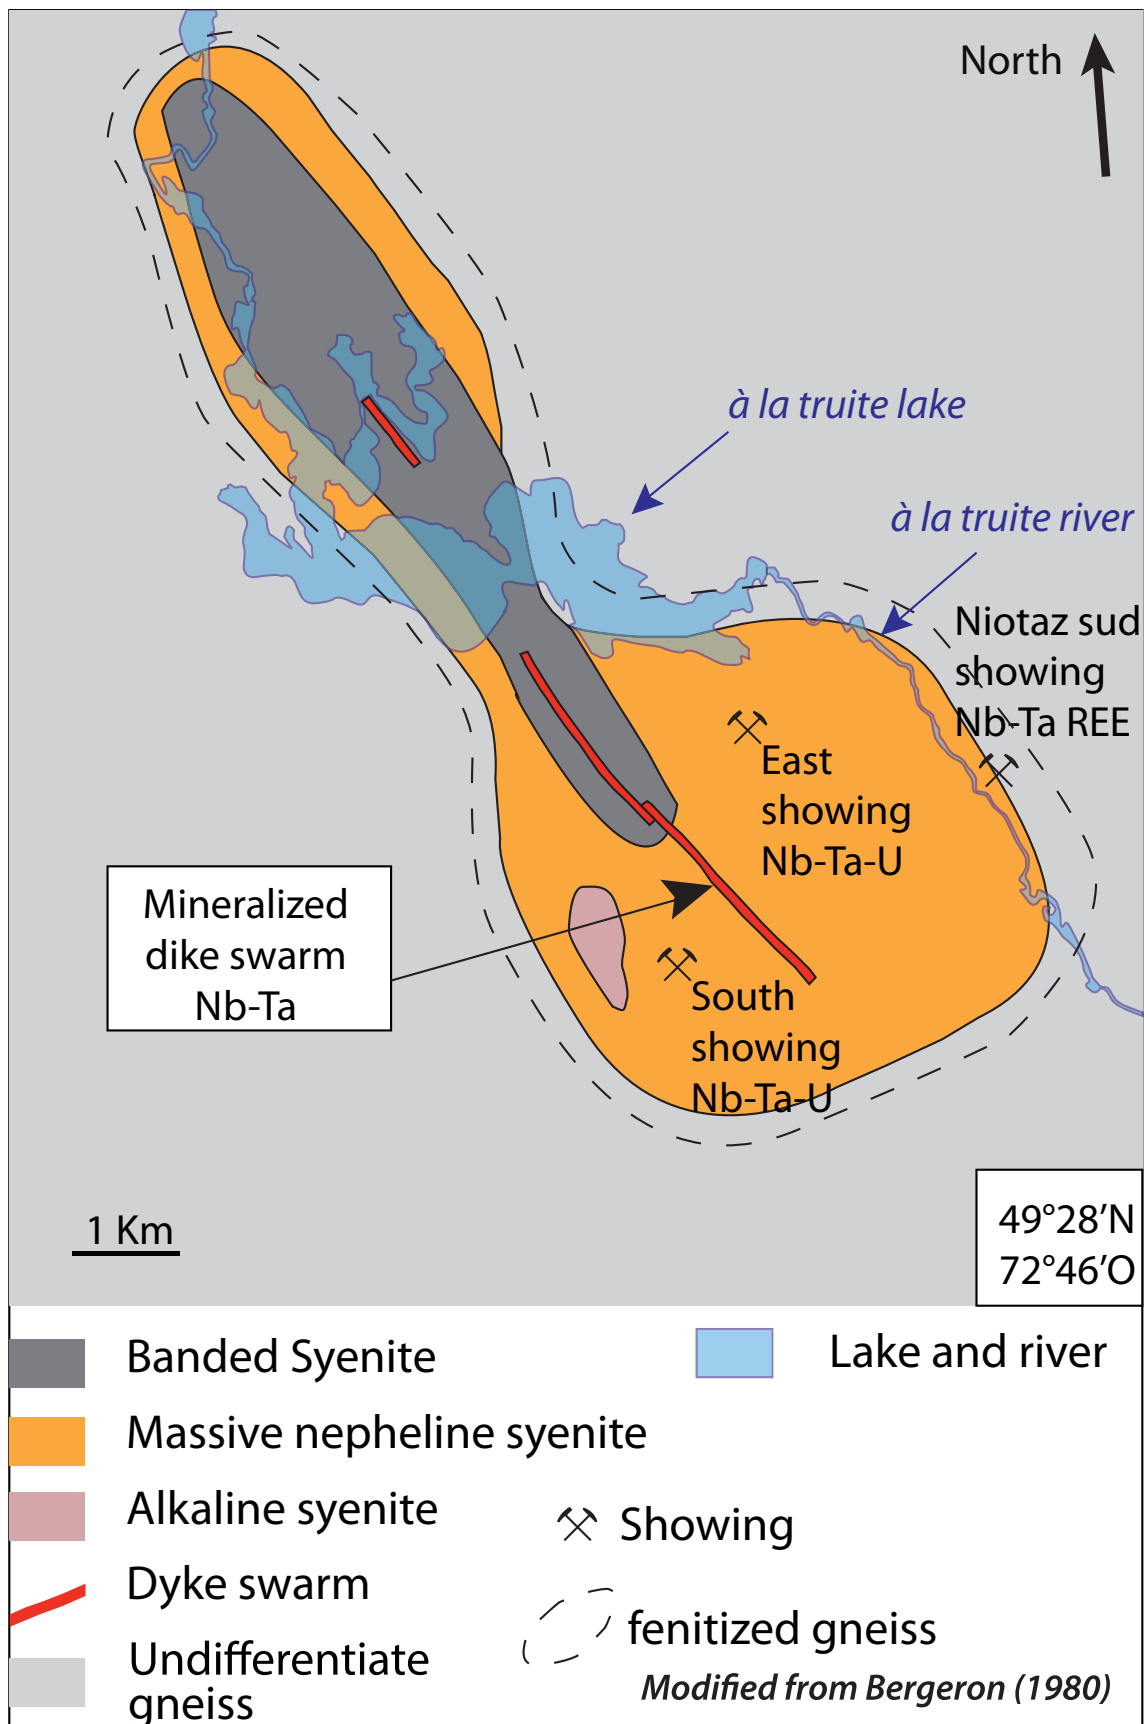 North
à la truite lake
à la truite river
Niotaz sud
showing
Nb-Ta REE
East
showing
Nb-Ta-U
Mineralized
dike swarm
Nb-Ta
South
showing
Nb-Ta-U
1 Km
49°28'N
72°46'O
Banded Syenite
Lake and river
Massive nepheline syenite
Alkaline syenite
Showing
Dyke swarm
fenitized gneiss
Undifferentiate
gneiss
Modified from Bergeron (1980)